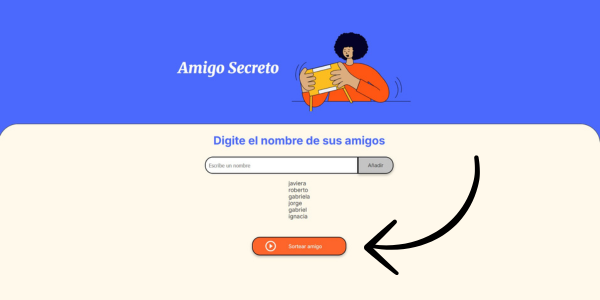 Amigo Secreto
Digite el nombre de sus amigos
Escribe un nombre
Añadir
javiera
roberto
gabriela
jorge
gabriel
ignacia
Sortear amigo